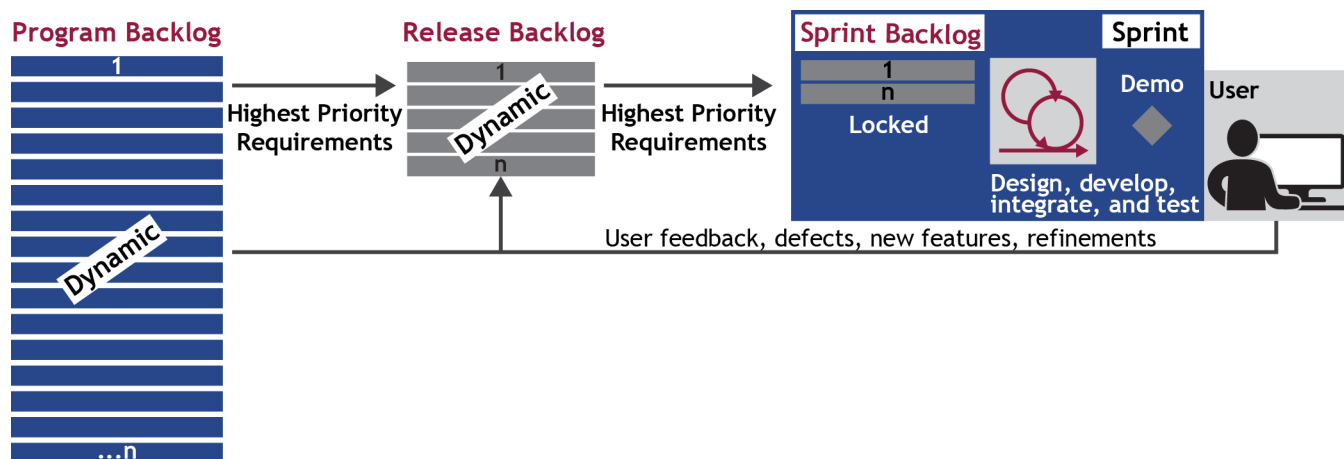 Program Backlog
1
Dynamic
...n
Highest Priority
Requirements
Release Backlog
1
Dynamic
n
Highest Priority
Requirements
Sprint Backlog
1
n
Locked
Sprint
Demo
Design, develop,
integrate, and test
User
User feedback, defects, new features, refinements